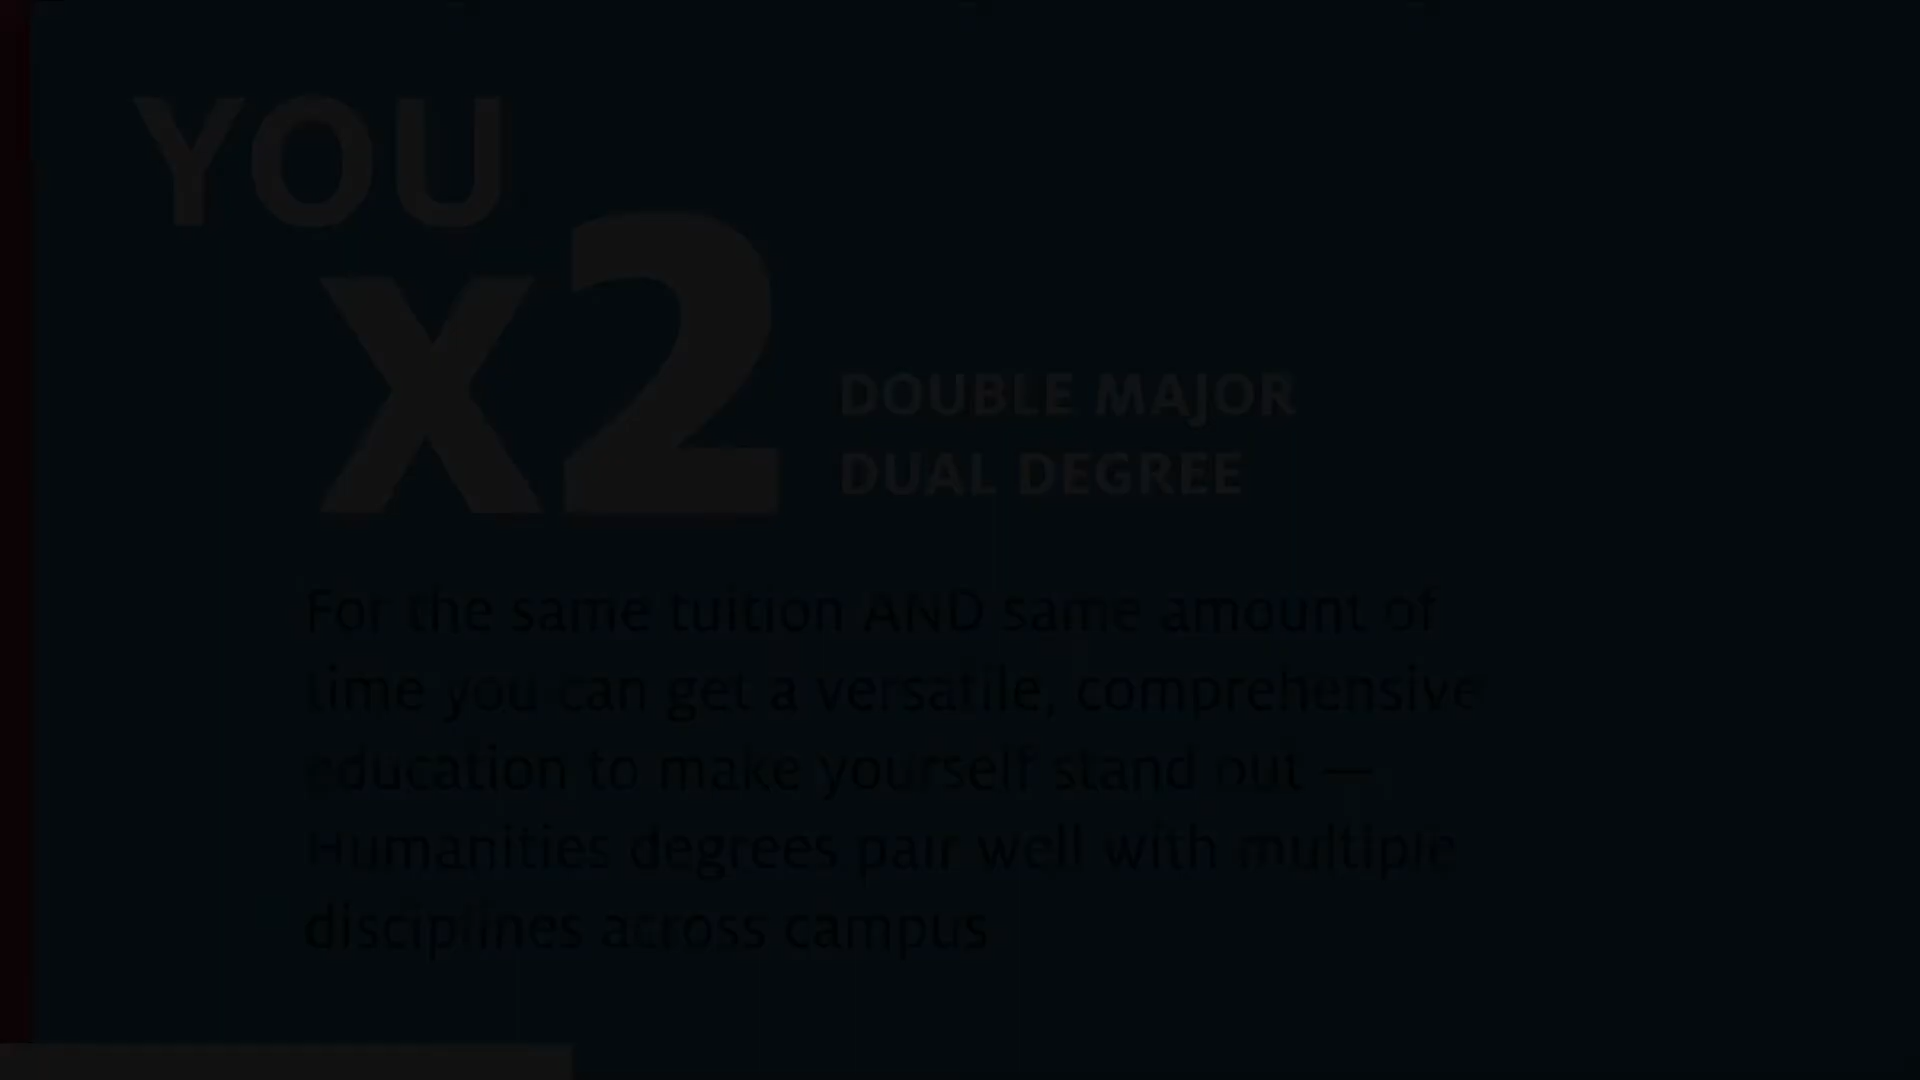 YOU
x2
DOUBLE MAJOR
DUAL DEGREE
For the same tuition AND same amount of
time you can get a versatile, comprehensive
education to make yourself stand out —
Humanities degrees pair well with multiple
disciplines across campus